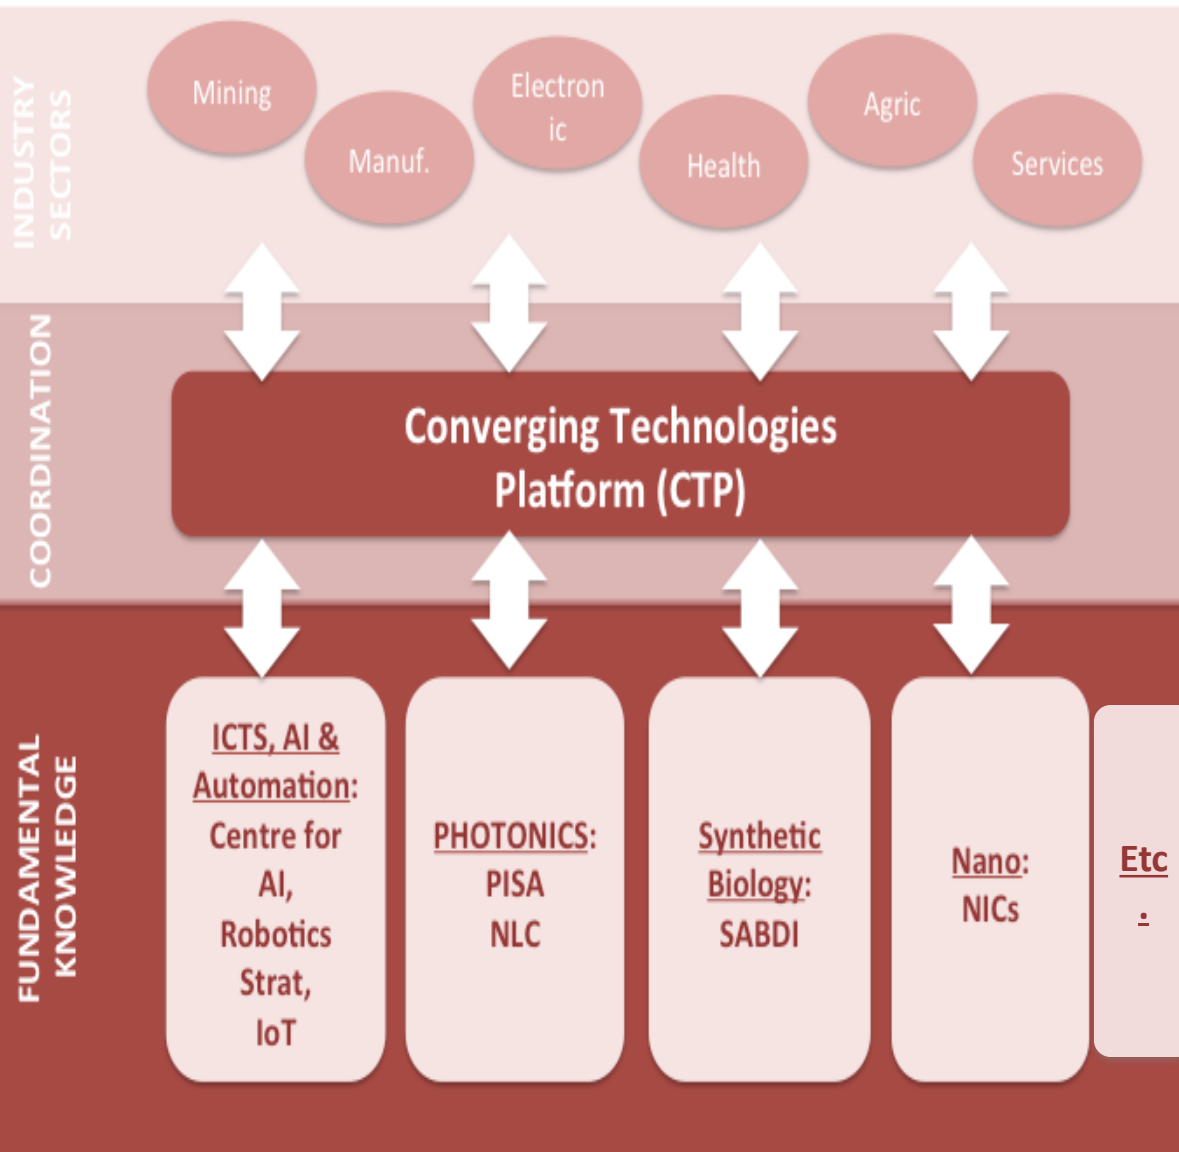 INDUSTRY
SECTORS
Mining
Manuf.
Electron
ic
Health
Agric
Services
COORDINATION
Converging Technologies
Platform (CTP)
FUNDAMENTAL
KNOWLEDGE
ICTS, AI &
Automation:
Centre for
AI,
Robotics
Strat,
IoT
PHOTONICS:
PISA
NLC
Synthetic
Biology:
SABDI
Nano:
NICs
Etc
.